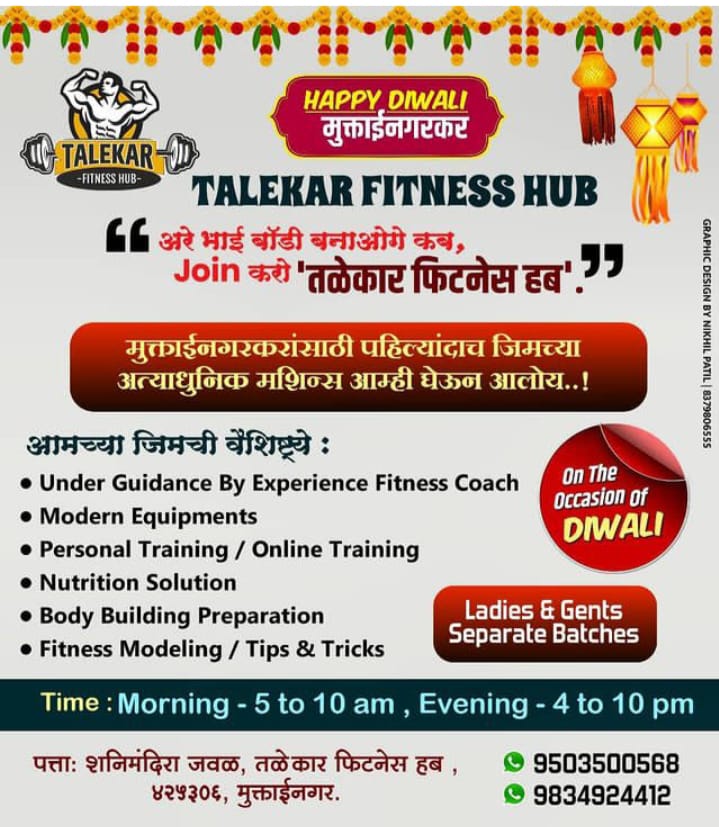 HAPPY DIWALI
मुक्ताईनगरकर
TALEKAR
-FITNESS HUB-
TALEKAR FITNESS HUB
“अरे भाई बॉडी बनाओगे कब,
Join करो 'तळेकार फिटनेस हब'.”
मुक्ताईनगरकरांसाठी पहिल्यांदाच जिमच्या
अत्याधुनिक मशिन्स आम्ही घेऊन आलोय..!
आमच्या जिमची वैशिष्ट्ये :
• Under Guidance By Experience Fitness Coach
• Modern Equipments
• Personal Training / Online Training
• Nutrition Solution
• Body Building Preparation
• Fitness Modeling / Tips & Tricks
On The
Occasion of
DIWALI
Ladies & Gents
Separate Batches
Time : Morning - 5 to 10 am , Evening - 4 to 10 pm
पत्ता: शनिमंदिरा जवळ, तळेकार फिटनेस हब ,
४२५३०६, मुक्ताईनगर.
9503500568
9834924412
GRAPHIC DESIGN BY NIKHIL PATIL | 8379806555